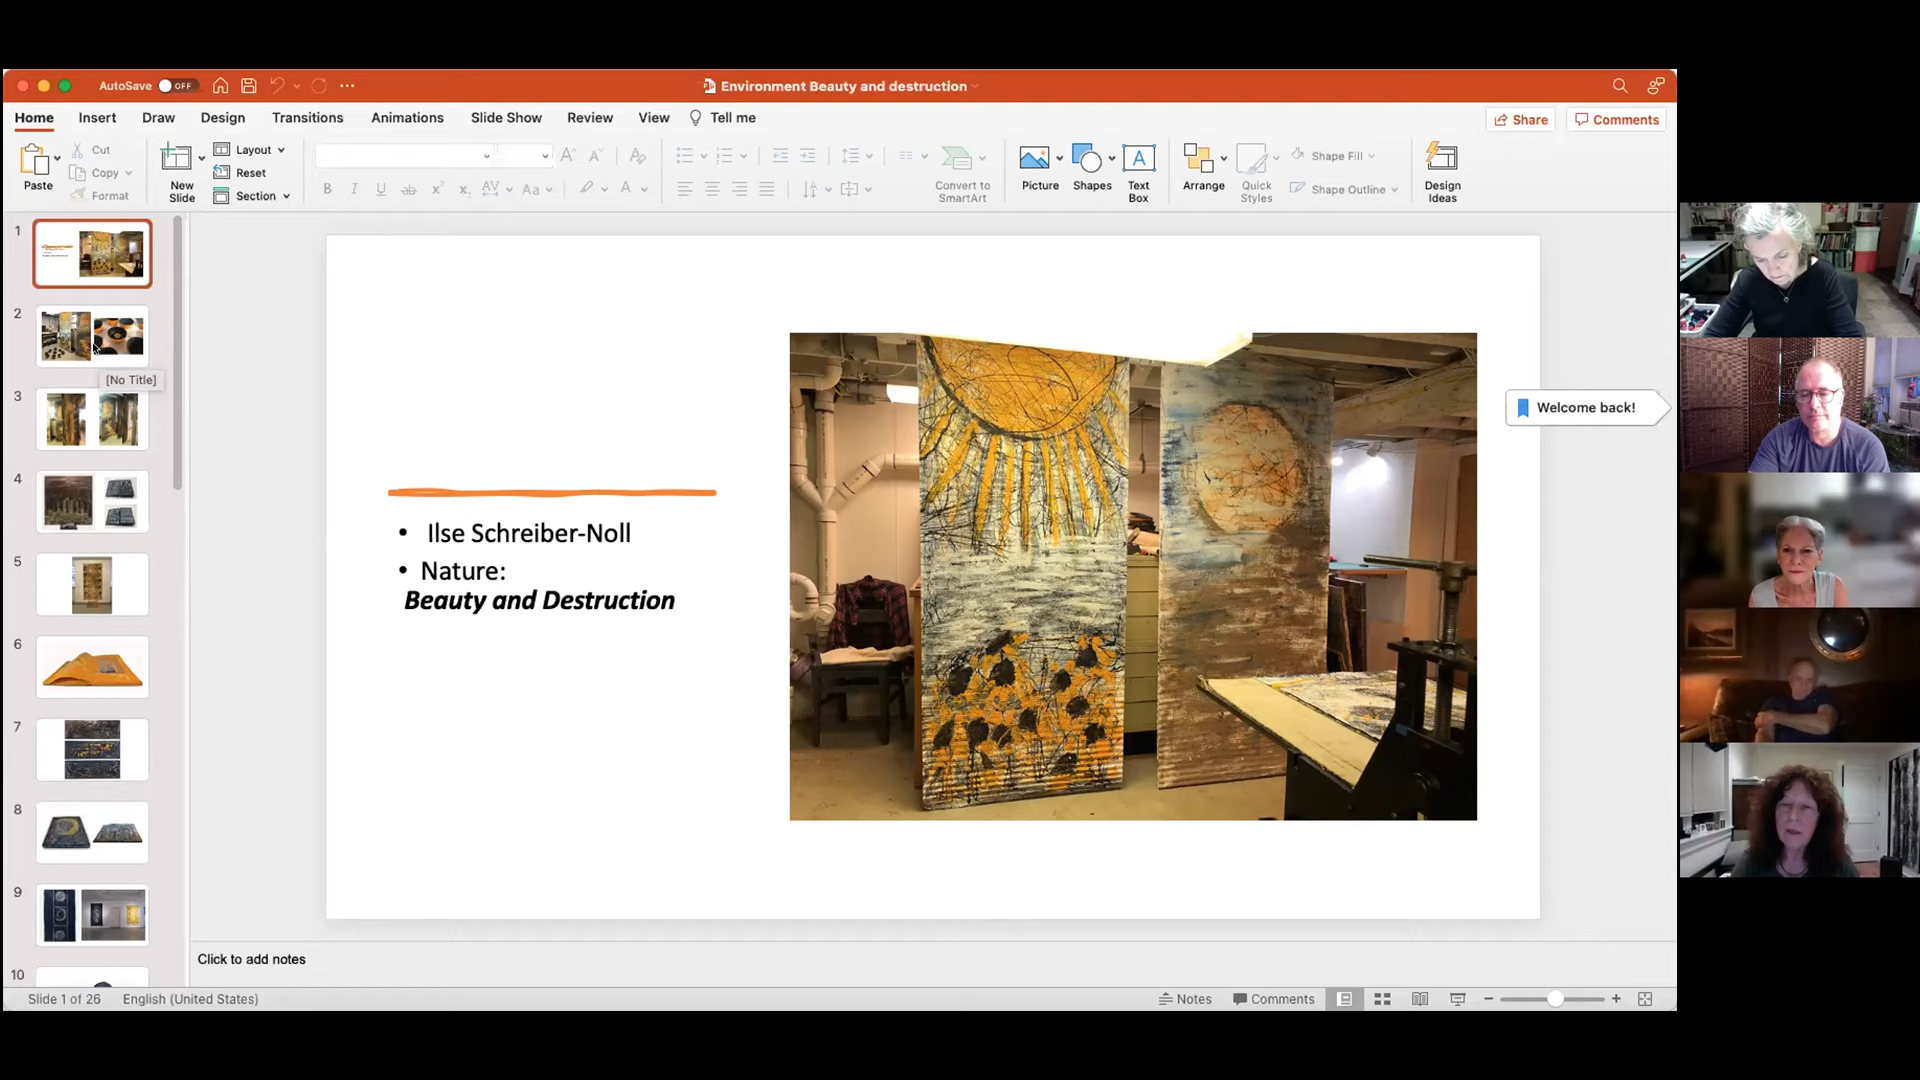 AutoSave OFF
Environment Beauty and destruction
Home Insert Draw Design Transitions Animations Slide Show Review View Tell me
Share Comments
Paste
Cut
Copy
Format
New Slide
Layout
Reset
Section
Convert to SmartArt
Picture
Shapes
Text Box
Arrange
Quick Styles
Shape Fill
Shape Outline
Design Ideas
1
2
[No Title]
3
4
5
6
7
8
9
10
• Ilse Schreiber-Noll
• Nature:
Beauty and Destruction
Welcome back!
Click to add notes
Slide 1 of 26 English (United States)
Notes Comments